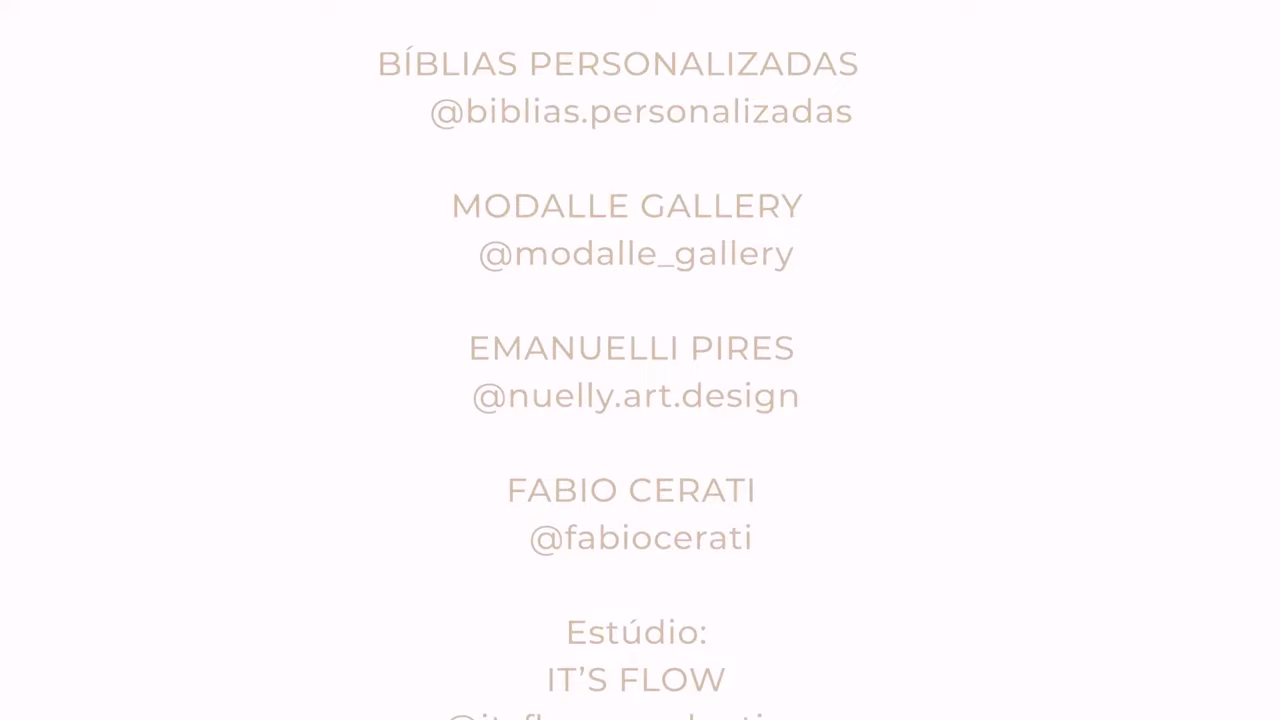 BÍBLIAS PERSONALIZADAS
@biblias.personalizadas
MODALLE GALLERY
@modalle_gallery
EMANUELLI PIRES
@nuelly.art.design
FABIO CERATI
@fabiocerati
Estúdio:
IT’S FLOW